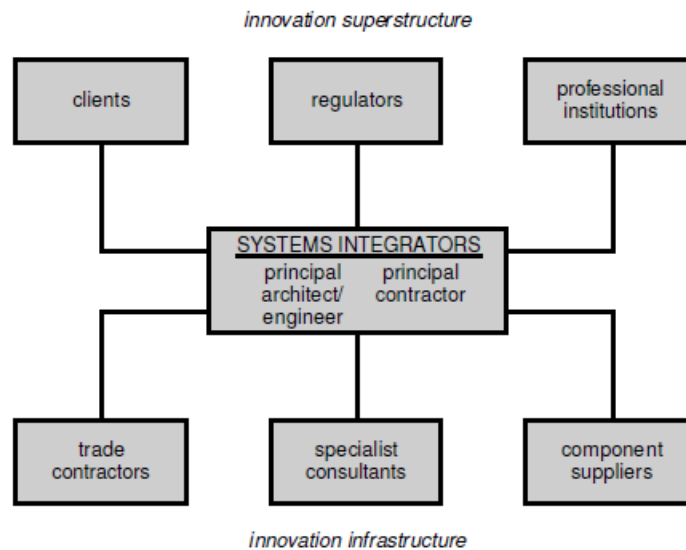 innovation superstructure
clients
regulators
professional
institutions
SYSTEMS INTEGRATORS
principal
architect/
engineer
principal
contractor
trade
contractors
specialist
consultants
component
suppliers
innovation infrastructure